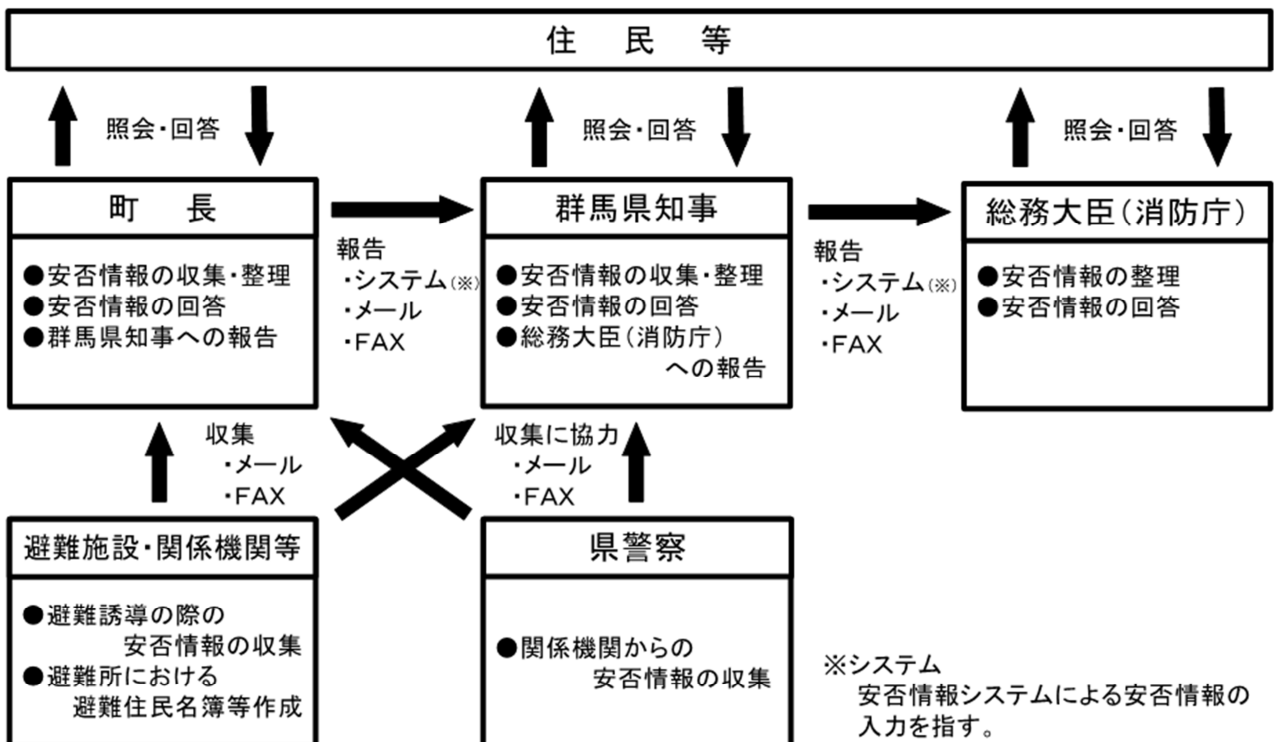 住　民　等
照会・回答
照会・回答
照会・回答
町　長
●安否情報の収集・整理
●安否情報の回答
●群馬県知事への報告
報告
・システム(※)
・メール
・FAX
群馬県知事
●安否情報の収集・整理
●安否情報の回答
●総務大臣(消防庁)
への報告
報告
・システム(※)
・メール
・FAX
総務大臣(消防庁)
●安否情報の整理
●安否情報の回答
収集
・メール
・FAX
収集に協力
・メール
・FAX
避難施設・関係機関等
●避難誘導の際の
安否情報の収集
●避難所における
避難住民名簿等作成
県警察
●関係機関からの
安否情報の収集
※システム
安否情報システムによる安否情報の
入力を指す。